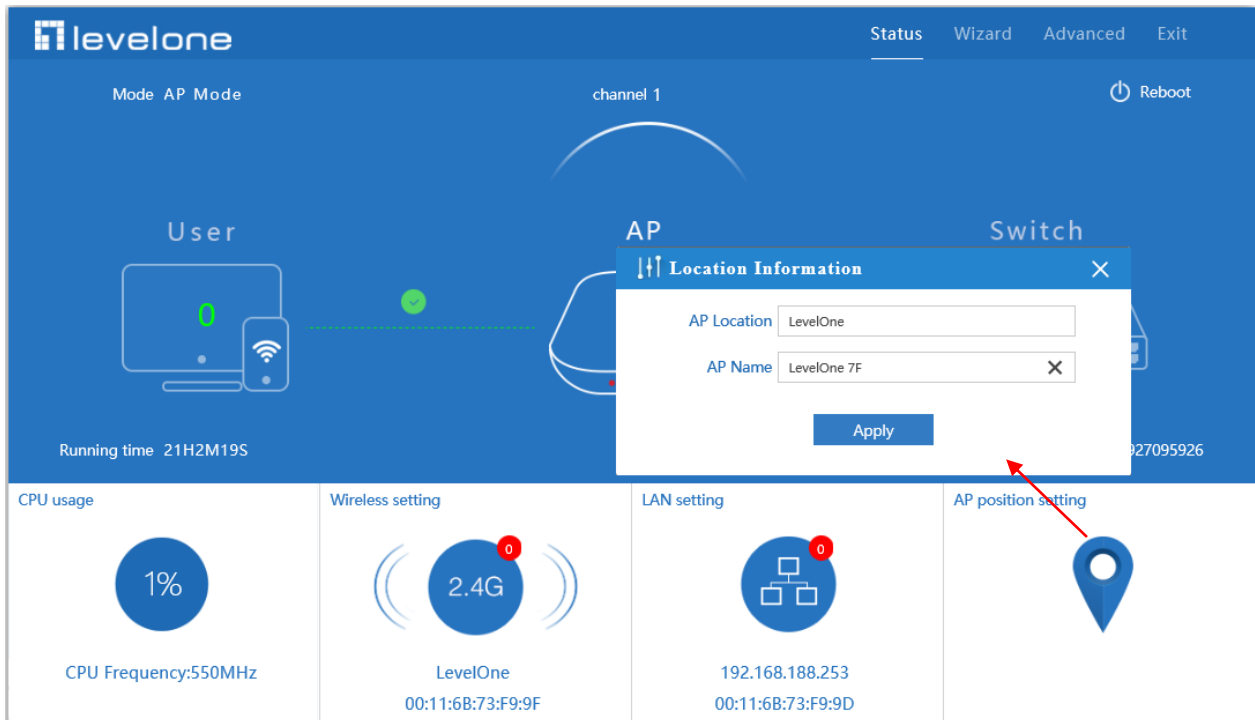 levelone
Status Wizard Advanced Exit
Mode AP Mode
channel 1
Reboot
User
AP
Switch
0
Location Information
AP Location LevelOne
AP Name LevelOne 7F
Apply
Running time 21H2M19S
927095926
CPU usage
Wireless setting
LAN setting
AP position setting
1%
2.4G
0
0
CPU Frequency:550MHz
LevelOne
00:11:6B:73:F9:9F
192.168.188.253
00:11:6B:73:F9:9D